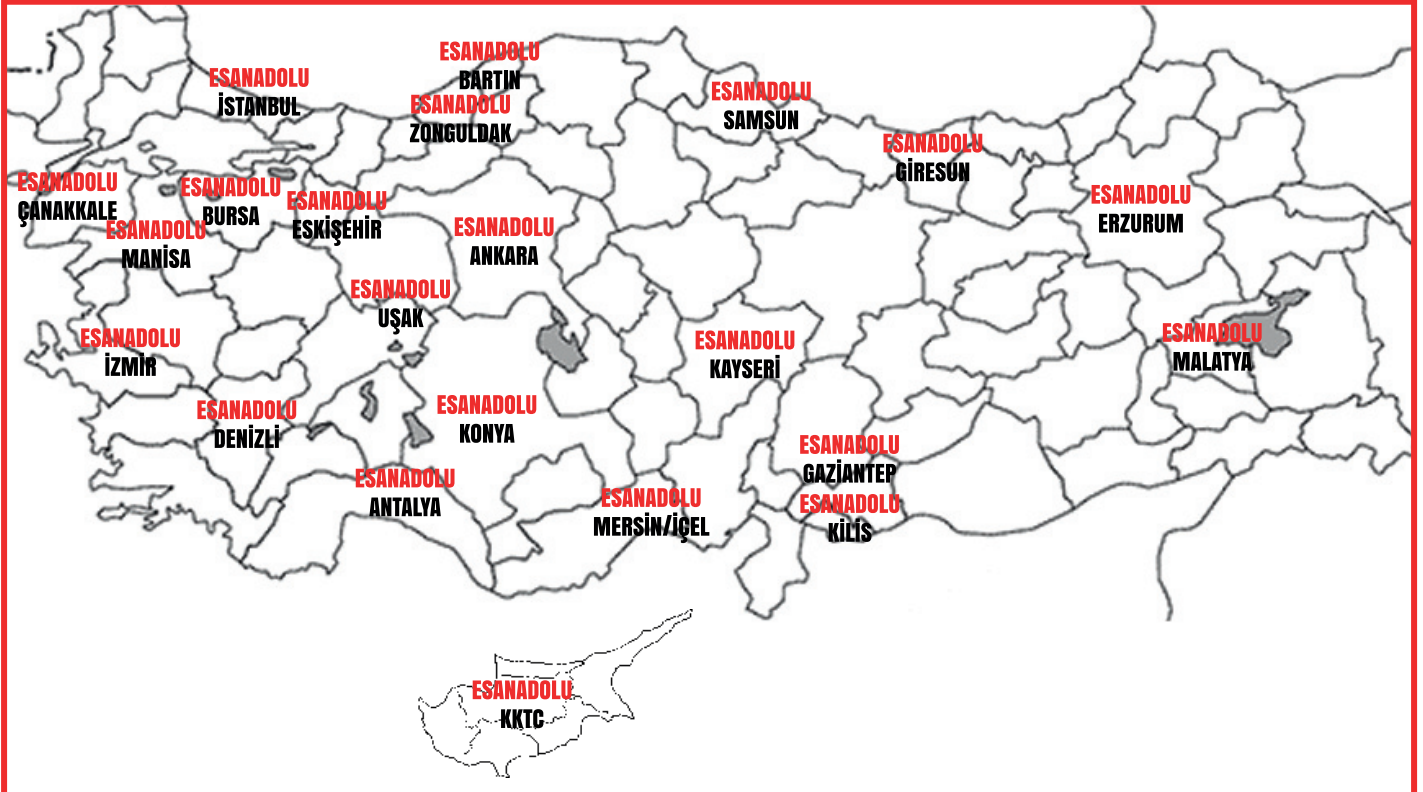 ESANADOLU
BARTIN
ESANADOLU
İSTANBUL
ESANADOLU
ZONGULDAK
ESANADOLU
SAMSUN
ESANADOLU
GİRESUN
ESANADOLU
ÇANAKKALE
ESANADOLU
BURSA
ESANADOLU
ESKİŞEHİR
ESANADOLU
ERZURUM
ESANADOLU
MANİSA
ESANADOLU
ANKARA
ESANADOLU
UŞAK
ESANADOLU
İZMİR
ESANADOLU
KAYSERİ
ESANADOLU
MALATYA
ESANADOLU
DENİZLİ
ESANADOLU
KONYA
ESANADOLU
GAZİANTEP
ESANADOLU
ANTALYA
ESANADOLU
MERSİN/İÇEL
ESANADOLU
KİLİS
ESANADOLU
KKTC